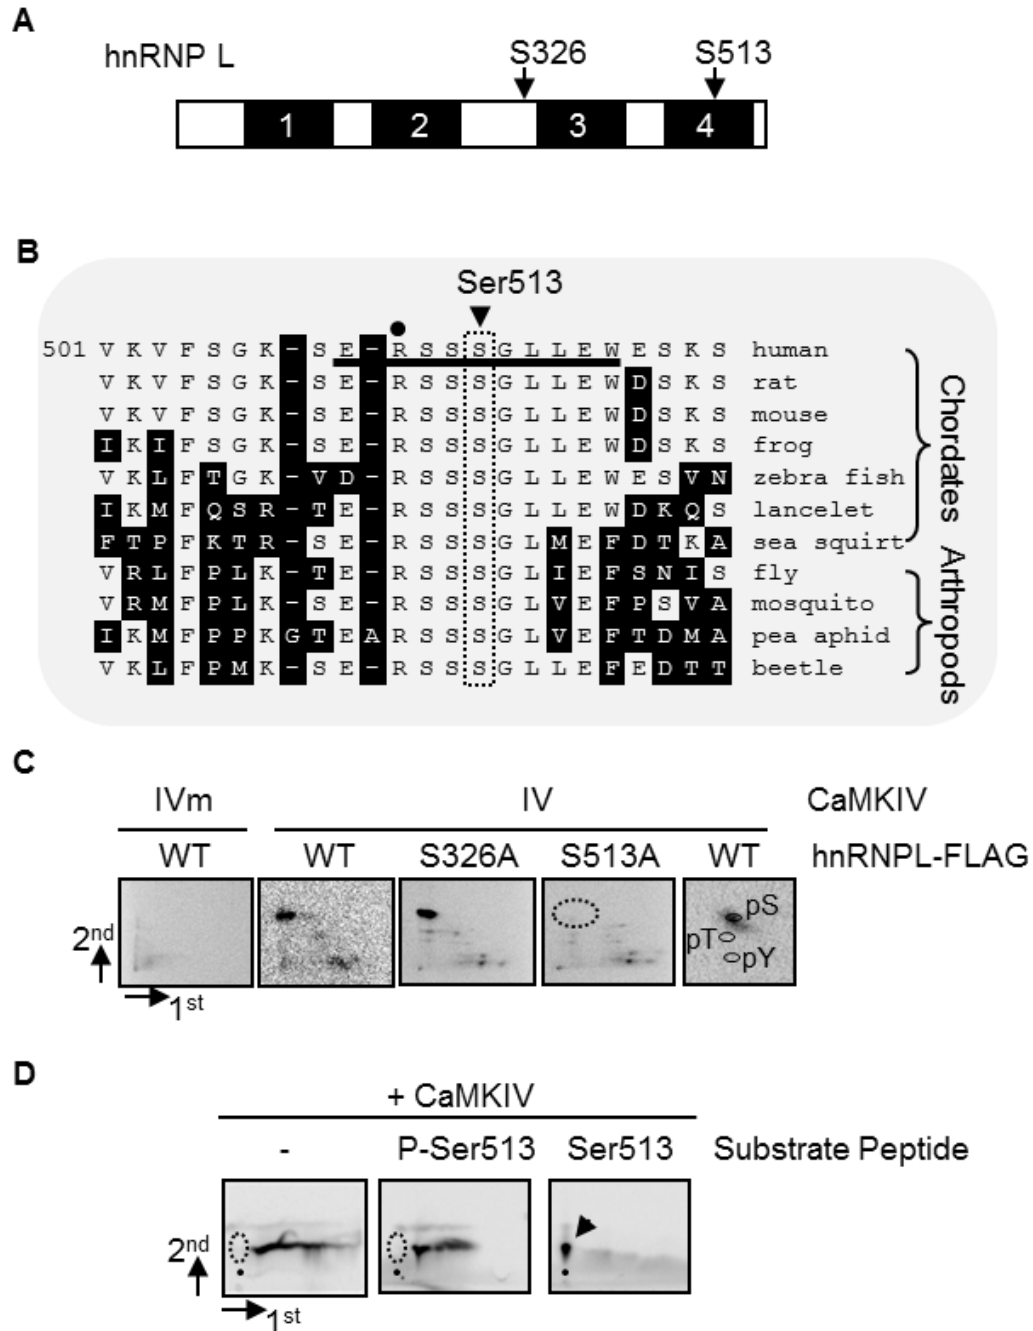 A
hnRNP L S326 S513
1 2 3 4
B
Ser513
501 V K V F S G K - S E - R S S S G L L E W E S K S human
V K V F S G K - S E - R S S S G L L E W D S K S rat
V K V F S G K - S E - R S S S G L L E W D S K S mouse
I K I F S G K - S E - R S S S G L L E W D S K S frog
V K L F T G K - V D - R S S S G L L E W E S V N zebra fish
I K M F Q S R - T E - R S S S G L L E W D K Q S lancelet
F T P F K T R - S E - R S S S G L M E F D T K A sea squirt
V R L F P L K - T E - R S S S G L I E F S N I S fly
V R M F P L K - S E - R S S S G L V E F P S V A mosquito
I K M F P P K G T E A R S S S G L V E F T D M A pea aphid
V K L F P M K - S E - R S S S G L L E F E D T T beetle
Chordates
Arthropods
C
IVm IV CaMKIV
WT WT S326A S513A WT hnRNPL-FLAG
pS
pT
pY
2nd
1st
D
+ CaMKIV
- P-Ser513 Ser513 Substrate Peptide
2nd
1st